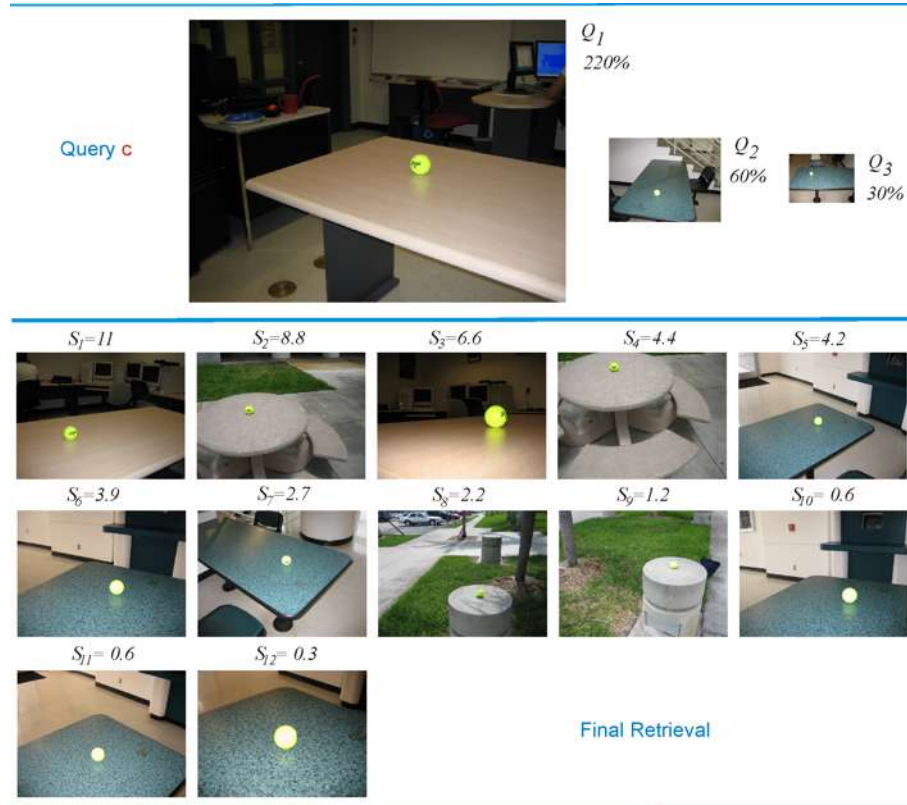 Query c
Q1
220%
Q2
60%
Q3
30%
S1=11
S2=8.8
S3=6.6
S4=4.4
S5=4.2
S6=3.9
S7=2.7
S8=2.2
S9=1.2
S10= 0.6
S11= 0.6
S12= 0.3
Final Retrieval